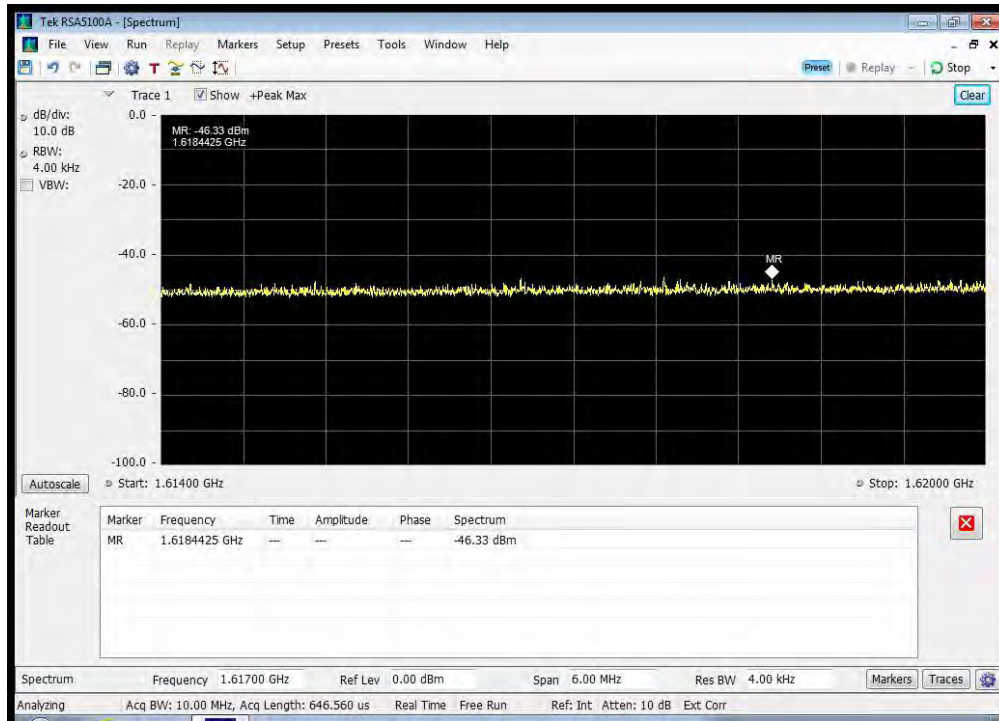 Tek RSA5100A - [Spectrum]
File View Run Replay Markers Setup Presets Tools Window Help
Preset Replay Stop
Trace 1 Show +Peak Max Clear
dB/div:
10.0 dB
RBW:
4.00 kHz
VBW:
0.0
-20.0
-40.0
-60.0
-80.0
-100.0
MR: -46.33 dBm
1.6184425 GHz
MR
Autoscale Start: 1.61400 GHz Stop: 1.62000 GHz
Marker
Readout
Table
Marker Frequency Time Amplitude Phase Spectrum
MR 1.6184425 GHz --- --- --- -46.33 dBm
Spectrum Frequency 1.61700 GHz Ref Lev 0.00 dBm Span 6.00 MHz Res BW 4.00 kHz Markers Traces
Analyzing Acq BW: 10.00 MHz, Acq Length: 646.560 us Real Time Free Run Ref: Int Atten: 10 dB Ext Corr